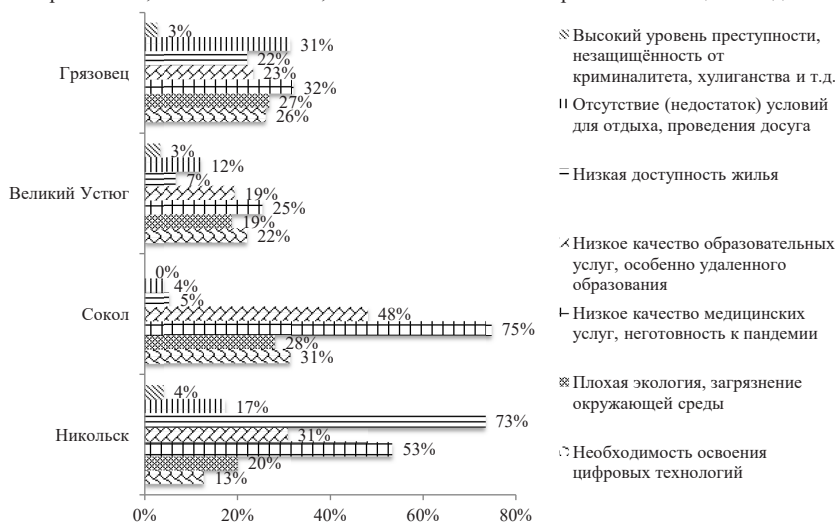 Грязовец
3%
31%
22%
23%
32%
27%
26%
Великий Устюг
3%
12%
7%
19%
25%
19%
22%
Сокол
0%
4%
5%
48%
75%
28%
31%
Никольск
4%
17%
73%
31%
53%
20%
13%
0%
20%
40%
60%
80%
Высокий уровень преступности,
незащищённость от
криминалитета, хулиганства и т.д.
Отсутствие (недостаток) условий
для отдыха, проведения досуга
Низкая доступность жилья
Низкое качество образовательных
услуг, особенно удаленного
образования
Низкое качество медицинских
услуг, неготовность к пандемии
Плохая экология, загрязнение
окружающей среды
Необходимость освоения
цифровых технологий